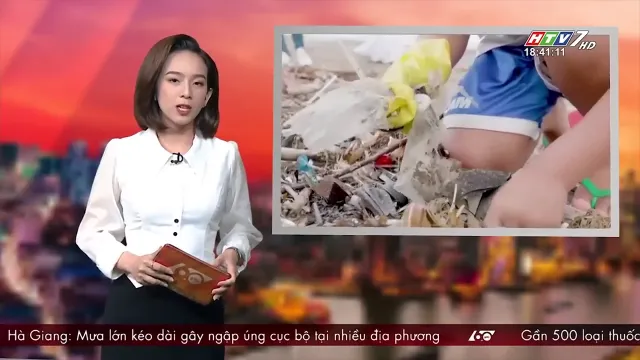 HTV7 HD
18:41:11
Hà Giang: Mưa lớn kéo dài gây ngập úng cục bộ tại nhiều địa phương 60 Gần 500 loại thuố